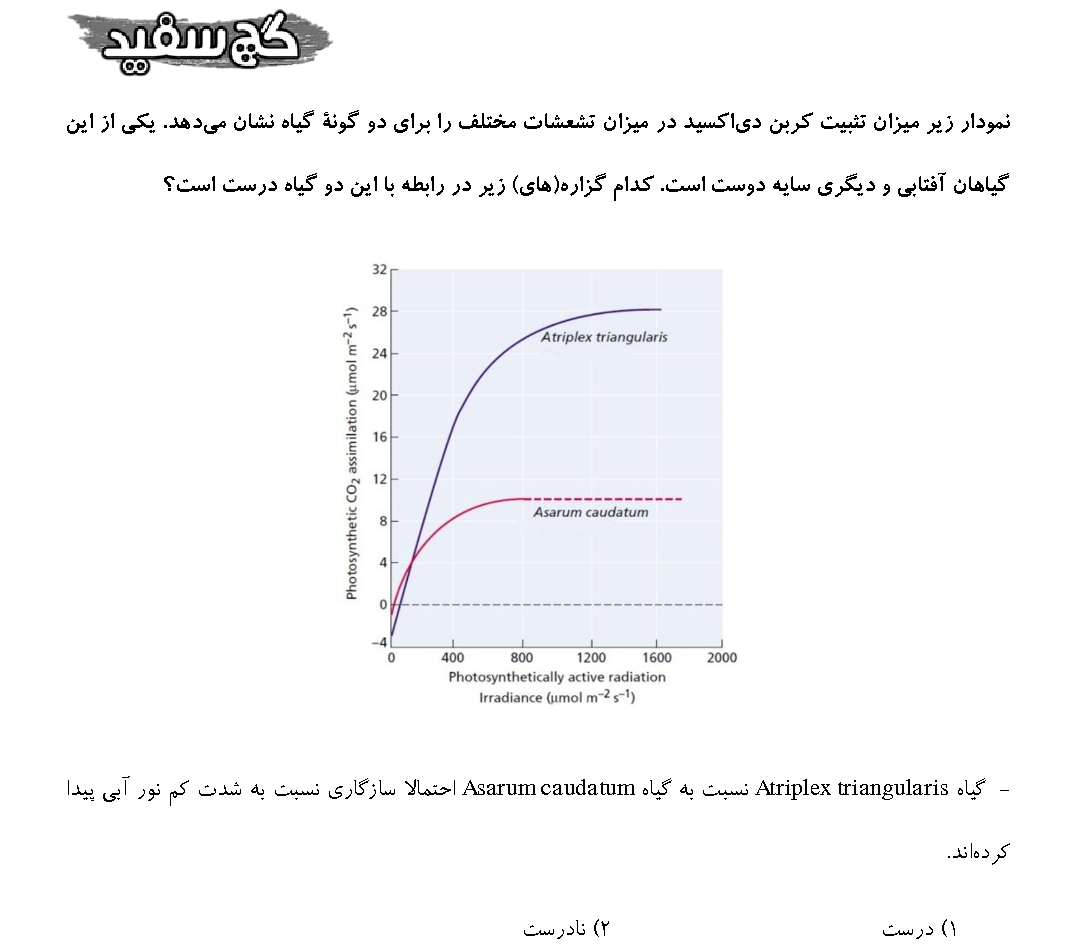 گچ سفید
نمودار زیر میزان تثبیت کربن دی‌اکسید در میزان تشعشات مختلف را برای دو گونهٔ گیاه نشان می‌دهد. یکی از این
گیاهان آفتابی و دیگری سایه دوست است. کدام گزاره(های) زیر در رابطه با این دو گیاه درست است؟
32
28
24
20
16
12
8
4
0
–4
Photosynthetic CO2 assimilation (μmol m–2 s–1)
Atriplex triangularis
Asarum caudatum
0 400 800 1200 1600 2000
Photosynthetically active radiation
Irradiance (μmol m–2 s–1)
- گیاه Atriplex triangularis نسبت به گیاه Asarum caudatum احتمالا سازگاری نسبت به شدت کم نور آبی پیدا
کرده‌اند.
۱) درست ۲) نادرست